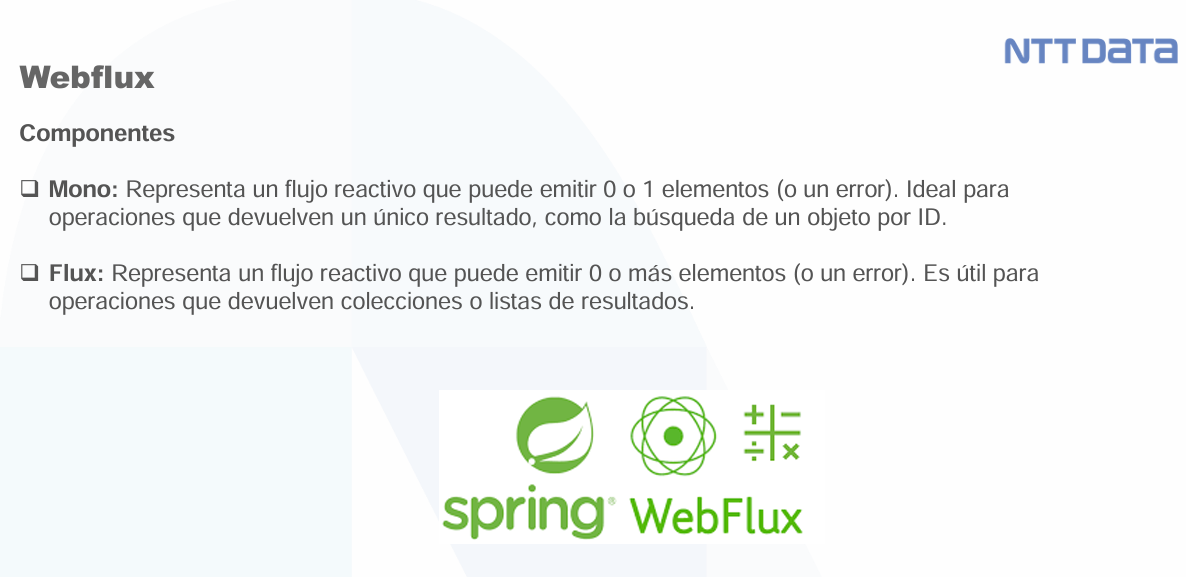 NTT DATA
Webflux
Componentes
❑ Mono: Representa un flujo reactivo que puede emitir 0 o 1 elementos (o un error). Ideal para
operaciones que devuelven un único resultado, como la búsqueda de un objeto por ID.
❑ Flux: Representa un flujo reactivo que puede emitir 0 o más elementos (o un error). Es útil para
operaciones que devuelven colecciones o listas de resultados.
spring® WebFlux